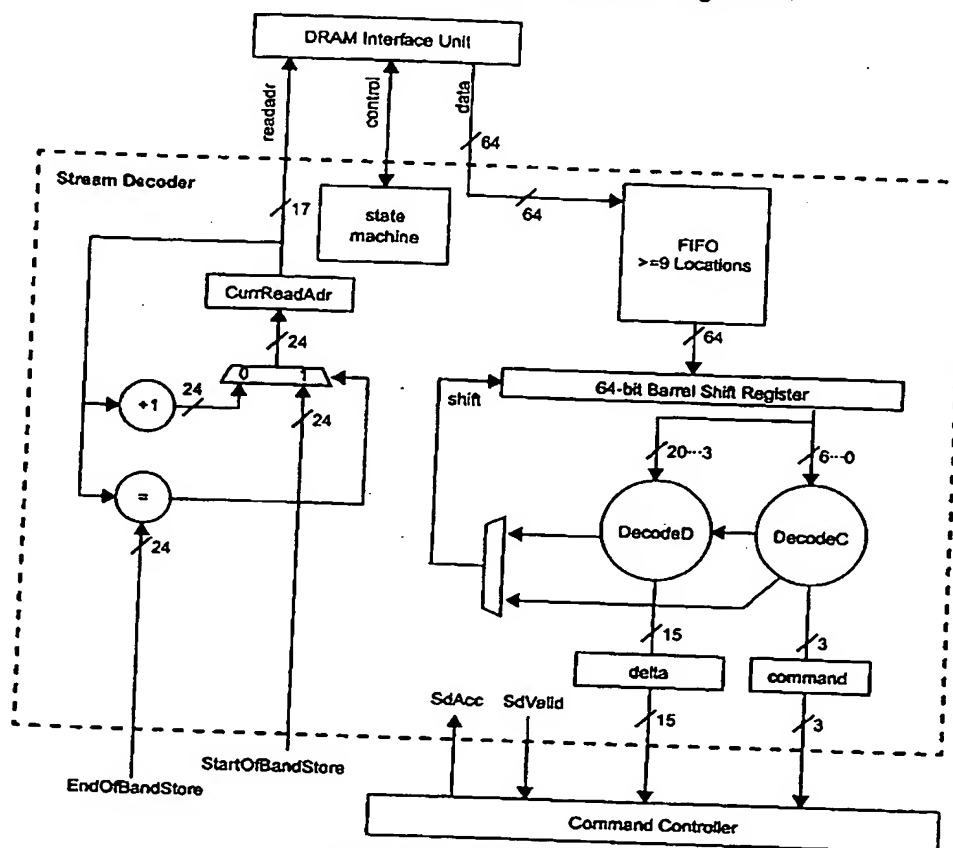 DRAM Interface Unit
readadr
control
data
64
Stream Decoder
17
state
machine
64
FIFO
>=9 Locations
CurrReadAdr
24
64
0 1
64-bit Barrel Shift Register
shift
+1
24
24
20···3
6···0
=
DecodeD
DecodeC
24
15
3
delta
command
SdAcc
SdValid
15
3
StartOfBandStore
EndOfBandStore
Command Controller